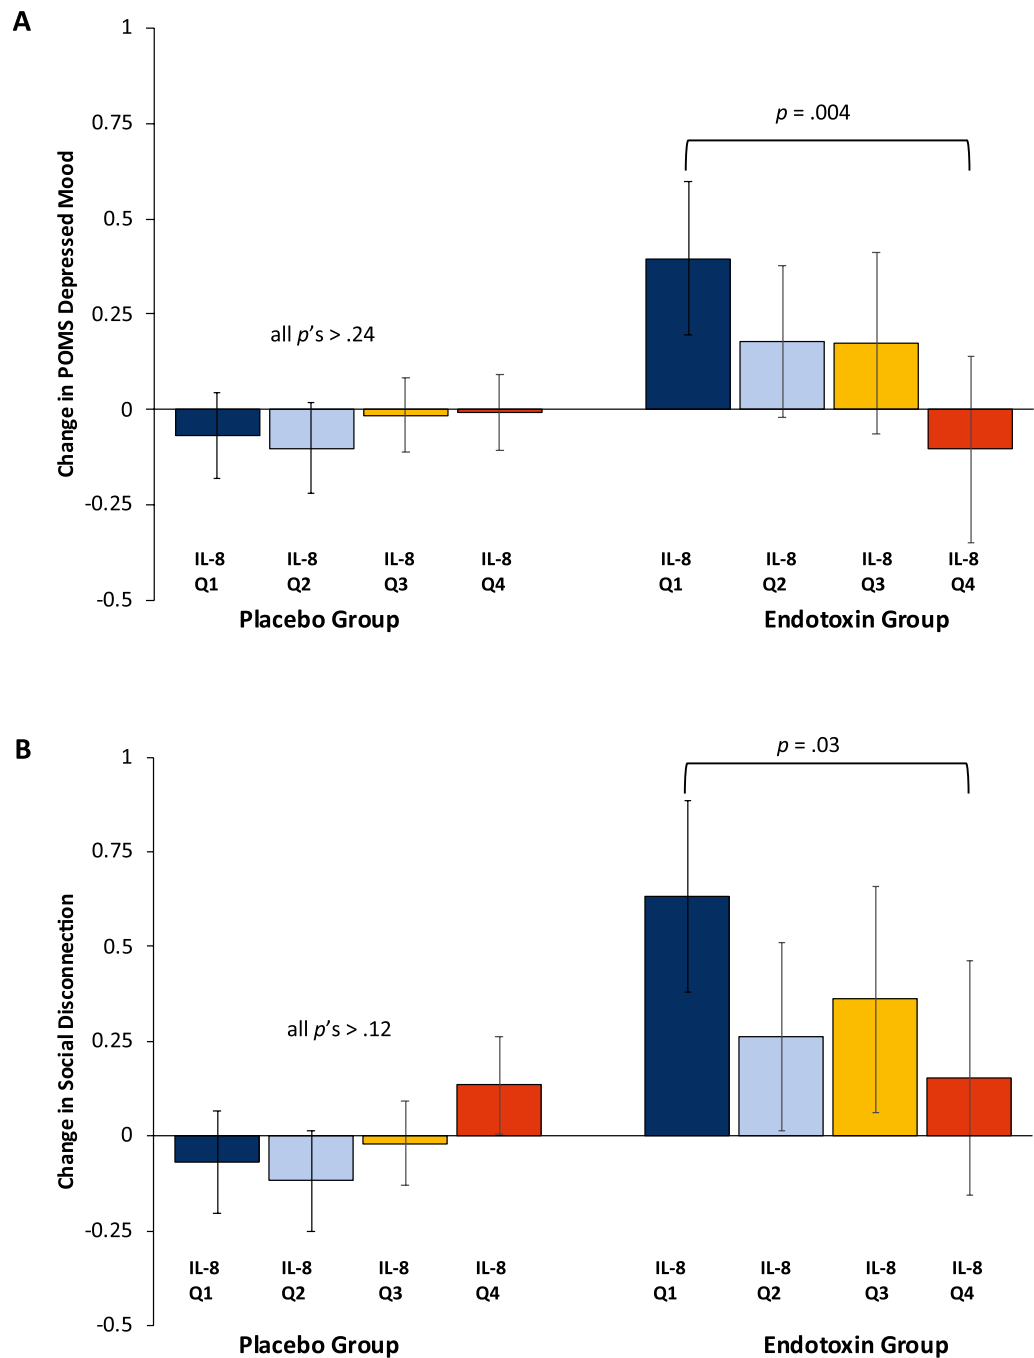 A
Change in POMS Depressed Mood
1
0.75
0.5
0.25
0
-0.25
-0.5
p = .004
all p’s > .24
IL-8 IL-8 IL-8 IL-8 IL-8 IL-8 IL-8 IL-8
Q1 Q2 Q3 Q4 Q1 Q2 Q3 Q4
Placebo Group Endotoxin Group
B
Change in Social Disconnection
1
0.75
0.5
0.25
0
-0.25
-0.5
p = .03
all p’s > .12
IL-8 IL-8 IL-8 IL-8 IL-8 IL-8 IL-8 IL-8
Q1 Q2 Q3 Q4 Q1 Q2 Q3 Q4
Placebo Group Endotoxin Group